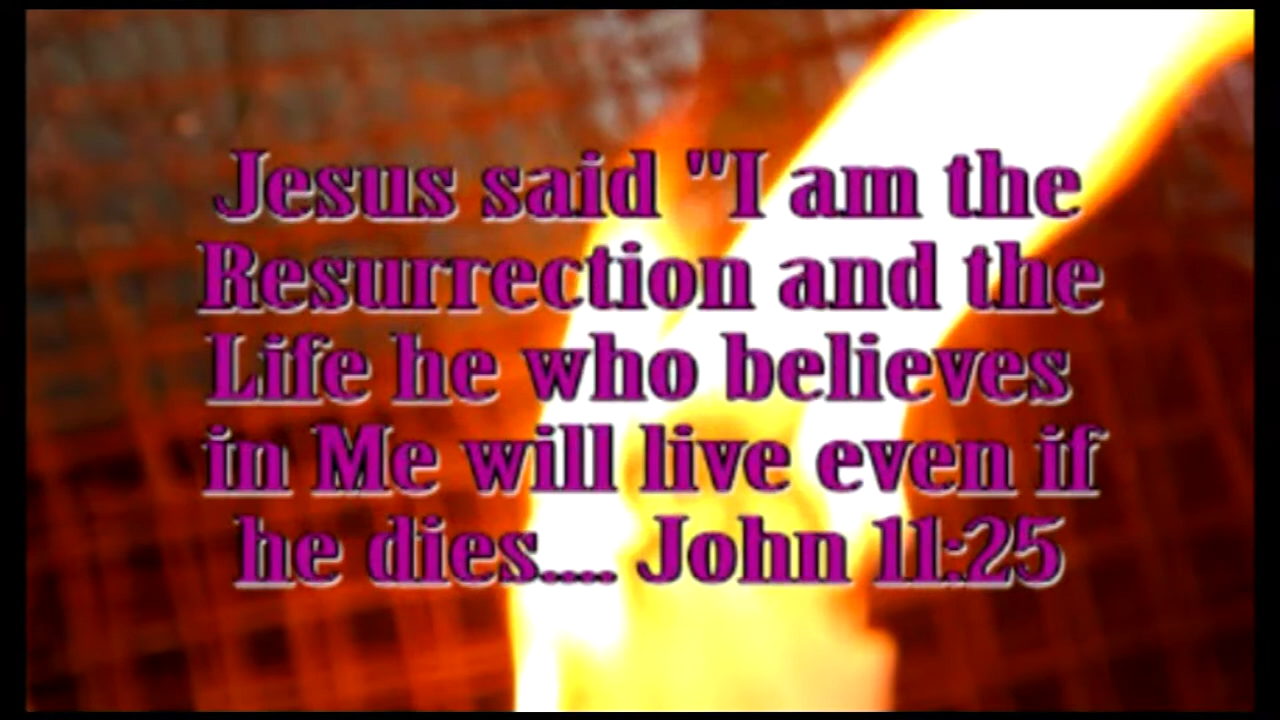 Jesus said "I am the
Resurrection and the
Life he who believes
in Me will live even if
he dies.... John 11:25